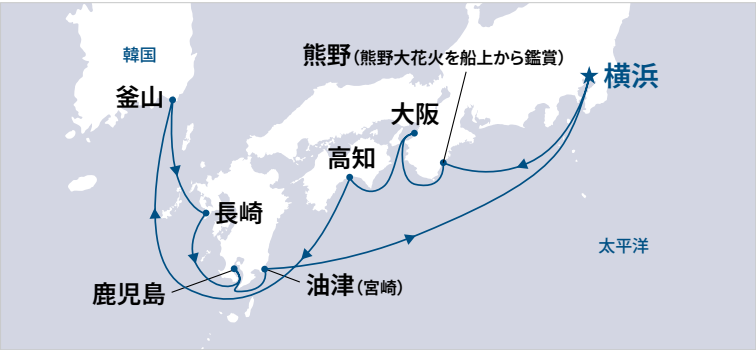 韓国
釜山
熊野（熊野大花火を船上から鑑賞）
★横浜
大阪
高知
長崎
太平洋
鹿児島
油津（宮崎）